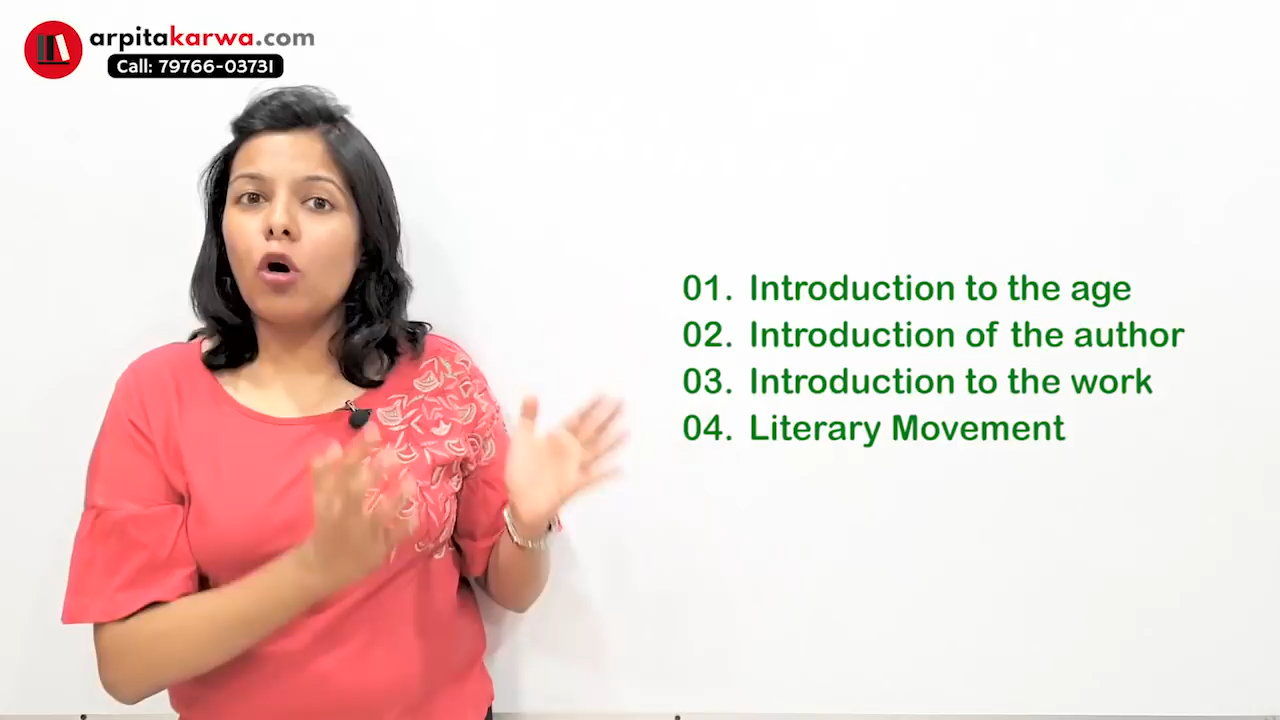 arpitakarwa.com
Call: 79766-03731
01. Introduction to the age
02. Introduction of the author
03. Introduction to the work
04. Literary Movement